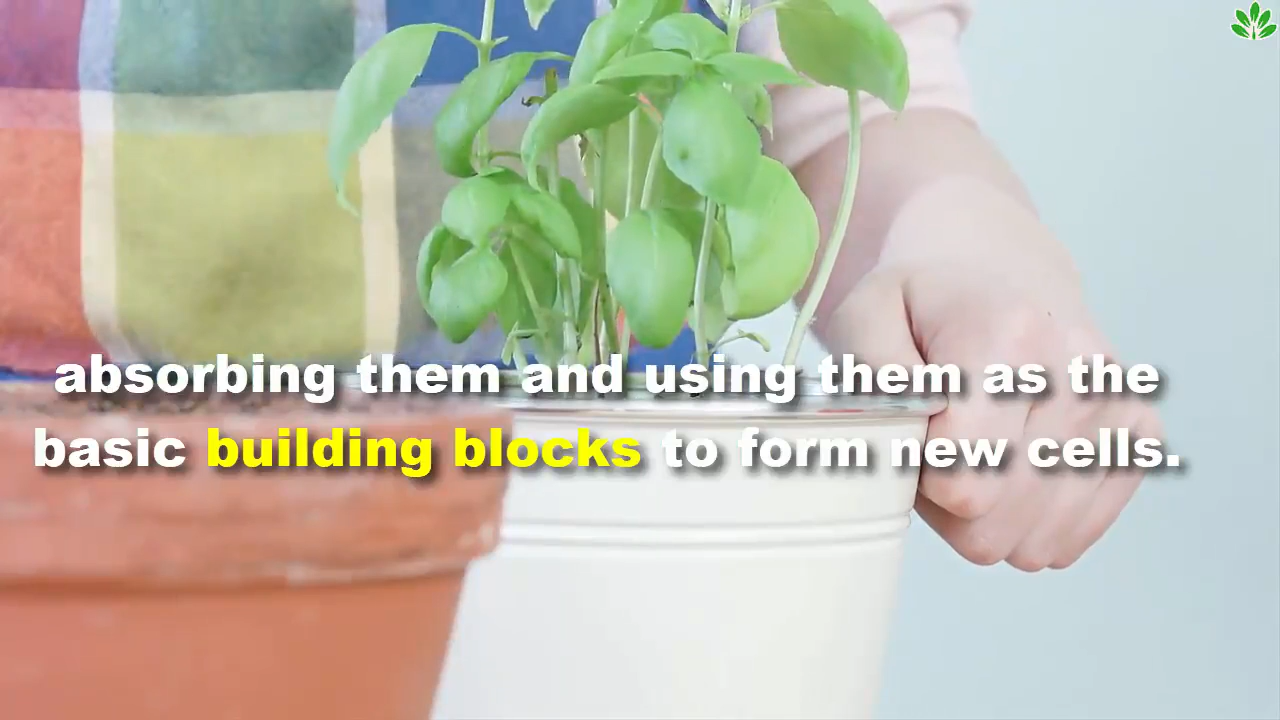 absorbing them and using them as the
basic building blocks to form new cells.